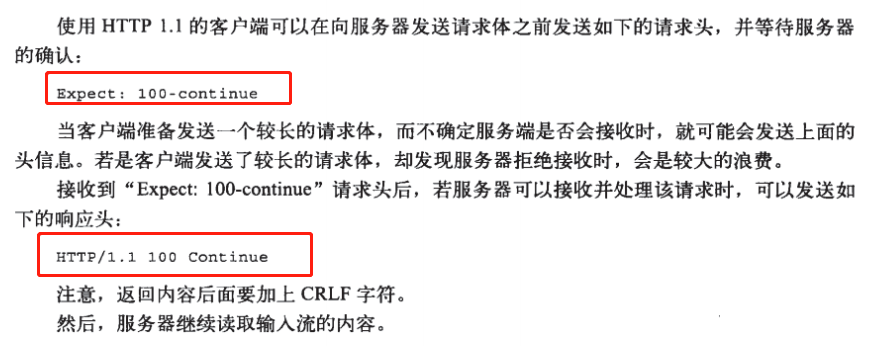 使用 HTTP 1.1 的客户端可以在向服务器发送请求体之前发送如下的请求头，并等待服务器
的确认：
Expect: 100-continue
当客户端准备发送一个较长的请求体，而不确定服务端是否会接收时，就可能会发送上面的
头信息。若是客户端发送了较长的请求体，却发现服务器拒绝接收时，会是较大的浪费。
接收到“Expect: 100-continue”请求头后，若服务器可以接收并处理该请求时，可以发送如
下的响应头：
HTTP/1.1 100 Continue
注意，返回内容后面要加上 CRLF 字符。
然后，服务器继续读取输入流的内容。